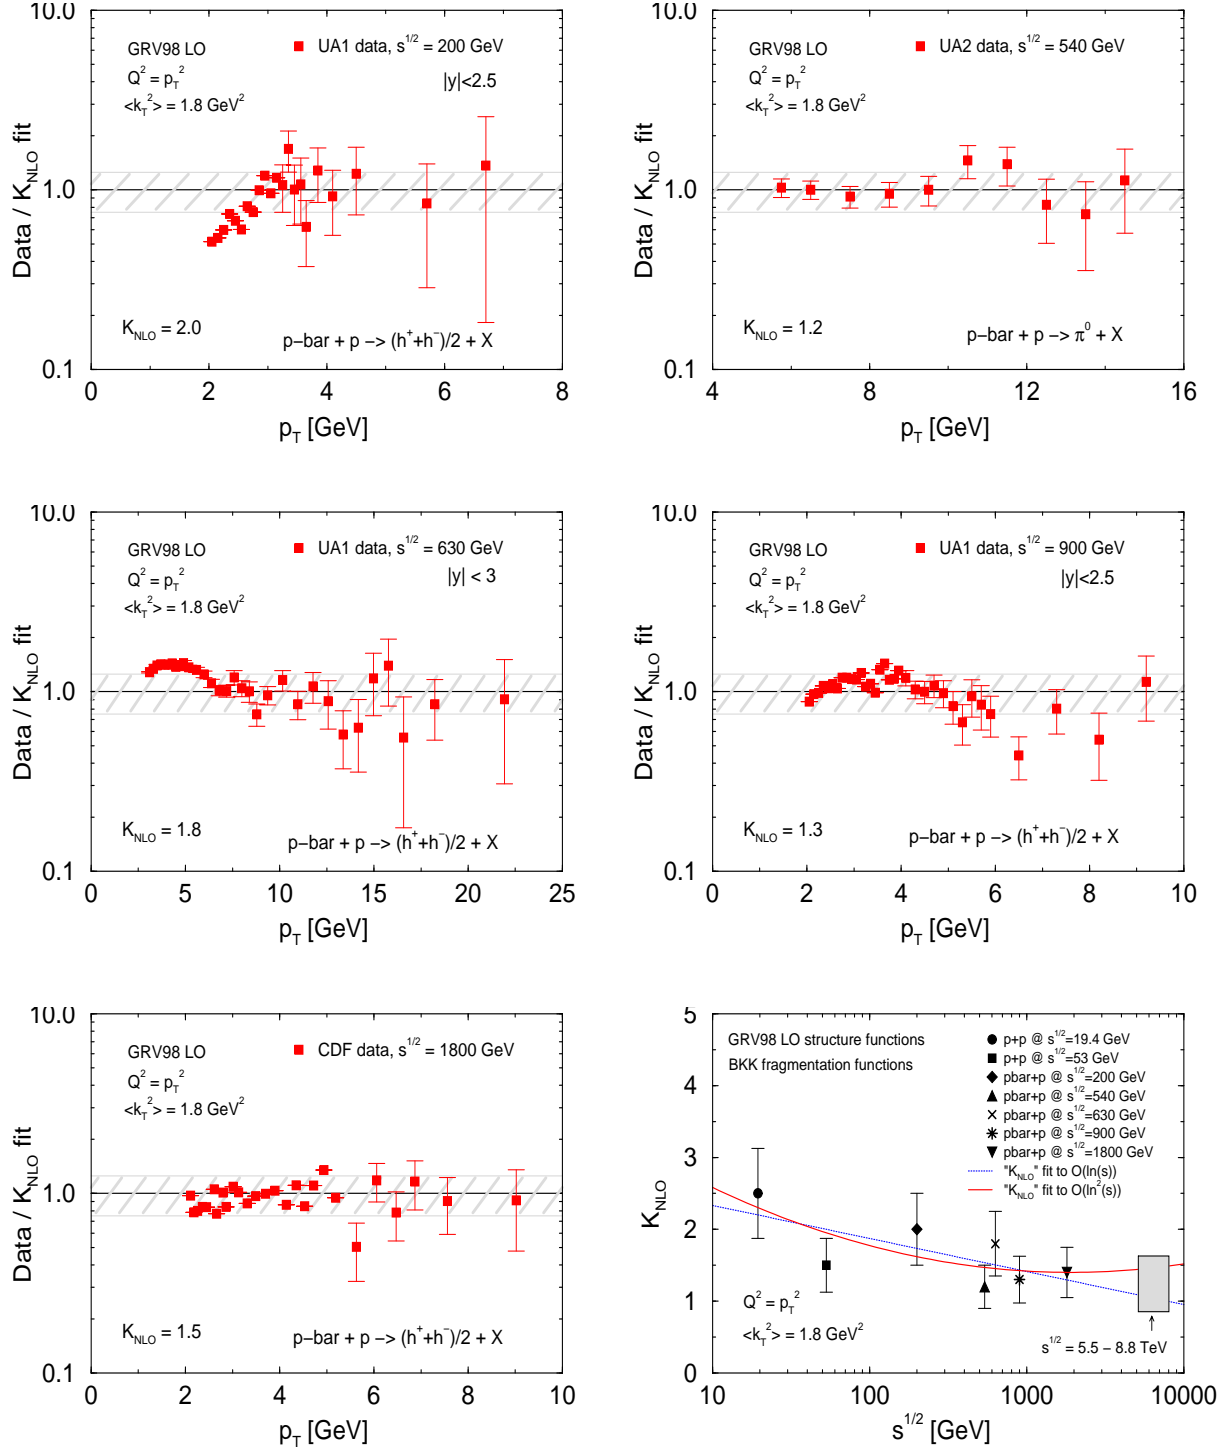 10.0
GRV98 LO
UA1 data, s^1/2 = 200 GeV
Q^2 = p_T^2
|y|<2.5
<k_T^2> = 1.8 GeV^2
Data / K_NLO fit
1.0
K_NLO = 2.0
p-bar + p -> (h^+ +h^-)/2 + X
0.1
0 2 4 6 8
p_T [GeV]
10.0
GRV98 LO
UA2 data, s^1/2 = 540 GeV
Q^2 = p_T^2
<k_T^2> = 1.8 GeV^2
Data / K_NLO fit
1.0
K_NLO = 1.2
p-bar + p -> π^0 + X
0.1
4 8 12 16
p_T [GeV]
10.0
GRV98 LO
UA1 data, s^1/2 = 630 GeV
Q^2 = p_T^2
|y| < 3
<k_T^2> = 1.8 GeV^2
Data / K_NLO fit
1.0
K_NLO = 1.8
p-bar + p -> (h^+ +h^-)/2 + X
0.1
0 5 10 15 20 25
p_T [GeV]
10.0
GRV98 LO
UA1 data, s^1/2 = 900 GeV
Q^2 = p_T^2
|y|<2.5
<k_T^2> = 1.8 GeV^2
Data / K_NLO fit
1.0
K_NLO = 1.3
p-bar + p -> (h^+ +h^-)/2 + X
0.1
0 2 4 6 8 10
p_T [GeV]
10.0
GRV98 LO
CDF data, s^1/2 = 1800 GeV
Q^2 = p_T^2
<k_T^2> = 1.8 GeV^2
Data / K_NLO fit
1.0
K_NLO = 1.5
p-bar + p -> (h^+ +h^-)/2 + X
0.1
0 2 4 6 8 10
p_T [GeV]
5
GRV98 LO structure functions
BKK fragmentation functions
p+p @ s^1/2=19.4 GeV
p+p @ s^1/2=53 GeV
pbar+p @ s^1/2=200 GeV
pbar+p @ s^1/2=540 GeV
pbar+p @ s^1/2=630 GeV
pbar+p @ s^1/2=900 GeV
pbar+p @ s^1/2=1800 GeV
"K_NLO" fit to O(ln(s))
"K_NLO" fit to O(ln^2(s))
4
3
K_NLO
2
1
Q^2 = p_T^2
<k_T^2> = 1.8 GeV^2
s^1/2 = 5.5 - 8.8 TeV
0
10 100 1000 10000
s^1/2 [GeV]